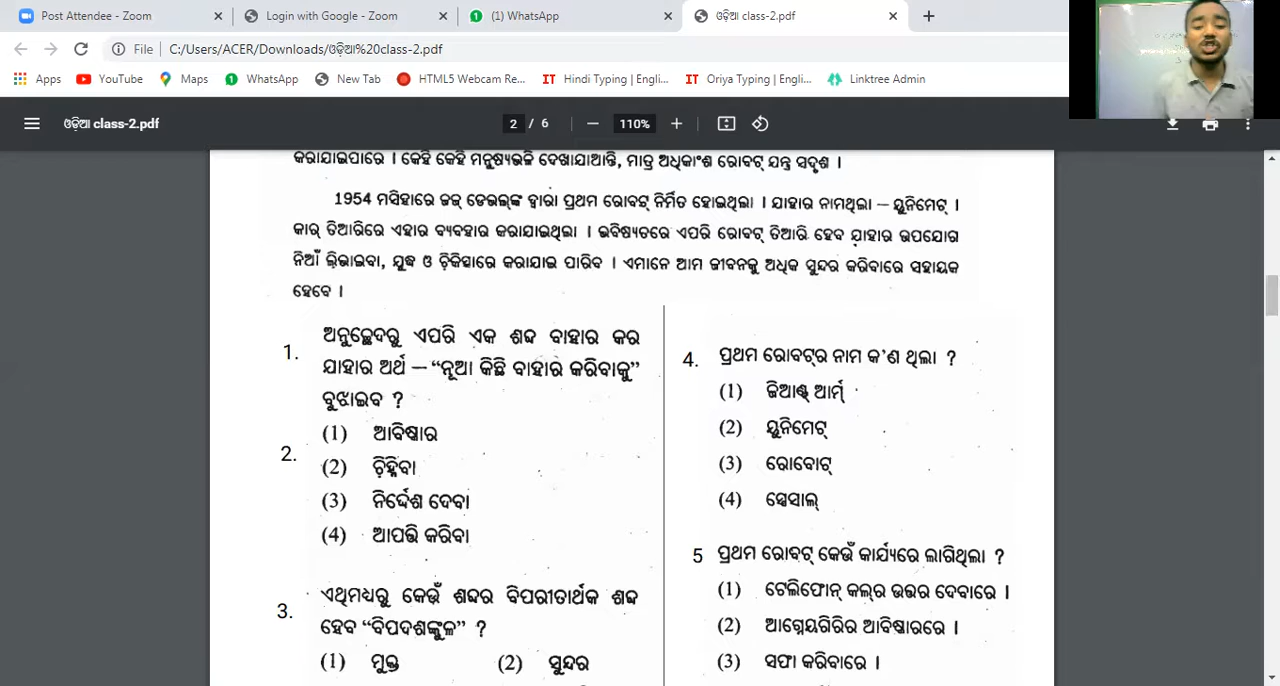 Post Attendee - Zoom
Login with Google - Zoom
(1) WhatsApp
ଓଡ଼ିଆ class-2.pdf
File
C:/Users/ACER/Downloads/ଓଡ଼ିଆ%20class-2.pdf
Apps
YouTube
Maps
WhatsApp
New Tab
HTML5 Webcam Re...
Hindi Typing | Engli...
Oriya Typing | Engli...
Linktree Admin
ଓଡ଼ିଆ class-2.pdf
2 / 6
110%
କରାଯାଇପାରେ । କେହି କେହି ମନୁଷ୍ୟଭଳି ଦେଖାଯାଆନ୍ତି, ମାତ୍ର ଅଧିକାଂଶ ରୋବଟ୍ ଯନ୍ତ୍ର ସଦୃଶ ।
1954 ମସିହାରେ ଜର୍ଜ୍ ଡେଭଲ୍‌ଙ୍କ ଦ୍ୱାରା ପ୍ରଥମ ରୋବଟ୍ ନିର୍ମିତ ହୋଇଥିଲା । ଯାହାର ନାମଥିଲା – ୟୁନିମେଟ୍ ।
କାର୍ ତିଆରିରେ ଏହାର ବ୍ୟବହାର କରାଯାଇଥିଲା । ଭବିଷ୍ୟତରେ ଏପରି ରୋବଟ୍ ତିଆରି ହେବ ଯାହାର ଉପଯୋଗ
ନିଆଁ ଲିଭାଇବା, ଯୁଦ୍ଧ ଓ ଚିକିତ୍ସାରେ କରାଯାଇ ପାରିବ । ଏମାନେ ଆମ ଜୀବନକୁ ଅଧିକ ସୁନ୍ଦର କରିବାରେ ସହାୟକ
ହେବେ ।
1. ଅନୁଚ୍ଛେଦରୁ ଏପରି ଏକ ଶବ୍ଦ ବାହାର କର
ଯାହାର ଅର୍ଥ – “ନୂଆ କିଛି ବାହାର କରିବାକୁ”
ବୁଝାଇବ ?
(1) ଆବିଷ୍କାର
2.
(2) ଚିହ୍ନିବା
(3) ନିର୍ଦ୍ଦେଶ ଦେବା
(4) ଆପତ୍ତି କରିବା
3. ଏଥିମଧ୍ୟରୁ କେଉଁ ଶବ୍ଦର ବିପରୀତାର୍ଥକ ଶବ୍ଦ
ହେବ “ବିପଦଶଙ୍କୁଳ” ?
(1) ମୁକ୍ତ (2) ସୁନ୍ଦର
4. ପ୍ରଥମ ରୋବଟ୍‌ର ନାମ କ'ଣ ଥିଲା ?
(1) ଜିଆଣ୍ଟ୍ ଆର୍ମ୍
(2) ୟୁନିମେଟ୍
(3) ରୋବୋଟ୍
(4) ସ୍ପେସାଲ୍
5 ପ୍ରଥମ ରୋବଟ୍ କେଉଁ କାର୍ଯ୍ୟରେ ଲାଗିଥିଲା ?
(1) ଟେଲିଫୋନ୍ କଲ୍‌ର ଉତ୍ତର ଦେବାରେ ।
(2) ଆଗ୍ନେୟଗିରିର ଆବିଷ୍କାରରେ ।
(3) ସଫା କରିବାରେ ।